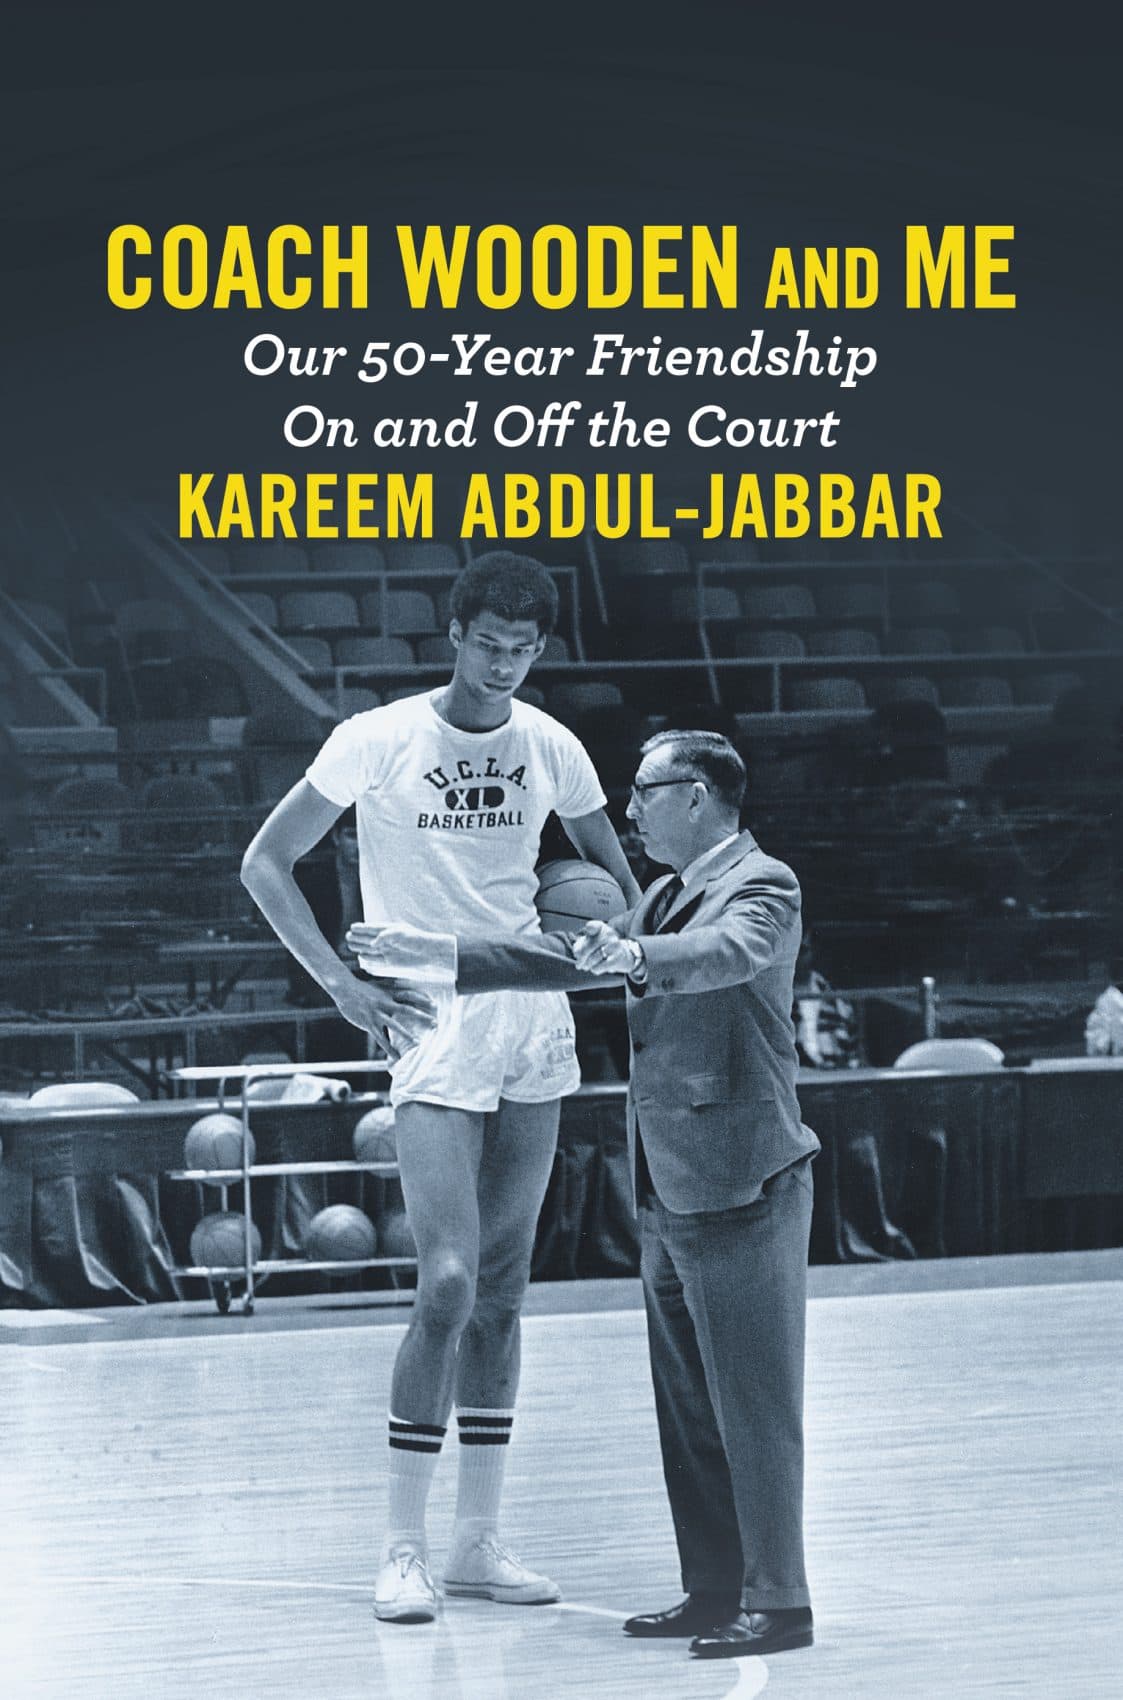 COACH WOODEN AND ME
Our 50-Year Friendship
On and Off the Court
KAREEM ABDUL-JABBAR
U.C.L.A.
XL
BASKETBALL